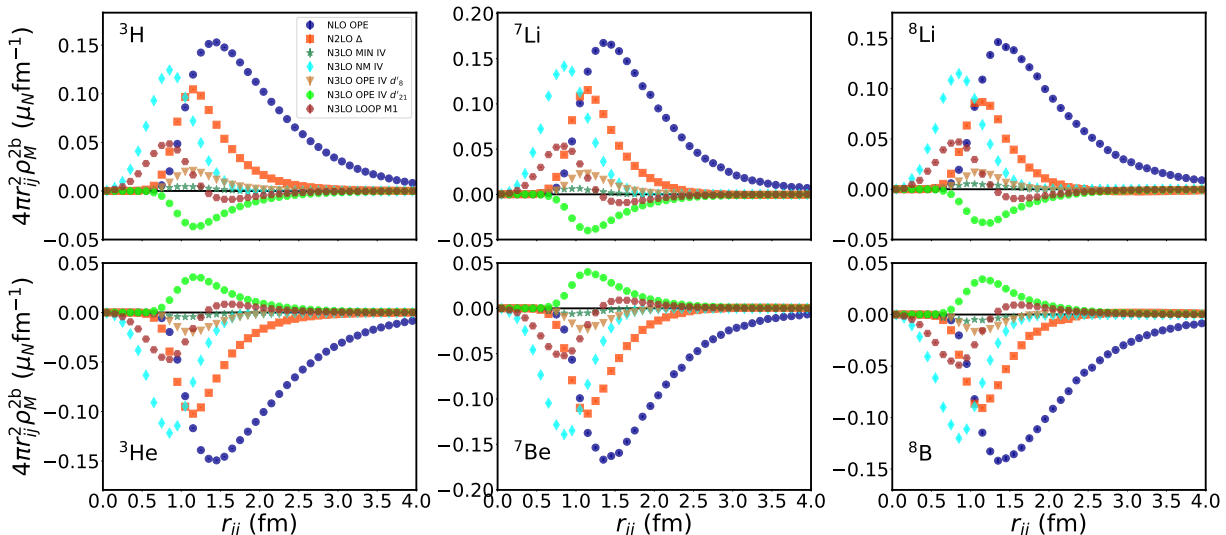 ³H
NLO OPE
N2LO Δ
N3LO MIN IV
N3LO NM IV
N3LO OPE IV d′₈
N3LO OPE IV d′₂₁
N3LO LOOP M1
4πr²ᵢⱼρ²ᵇ_M (μ_N fm⁻¹)
0.15
0.10
0.05
0.00
−0.05
⁷Li
0.20
0.15
0.10
0.05
0.00
−0.05
⁸Li
0.15
0.10
0.05
0.00
−0.05
³He
4πr²ᵢⱼρ²ᵇ_M (μ_N fm⁻¹)
0.05
0.00
−0.05
−0.10
−0.15
0.0 0.5 1.0 1.5 2.0 2.5 3.0 3.5 4.0
rᵢⱼ (fm)
⁷Be
0.05
0.00
−0.05
−0.10
−0.15
−0.20
0.0 0.5 1.0 1.5 2.0 2.5 3.0 3.5 4.0
rᵢⱼ (fm)
⁸B
0.05
0.00
−0.05
−0.10
−0.15
0.0 0.5 1.0 1.5 2.0 2.5 3.0 3.5 4.0
rᵢⱼ (fm)